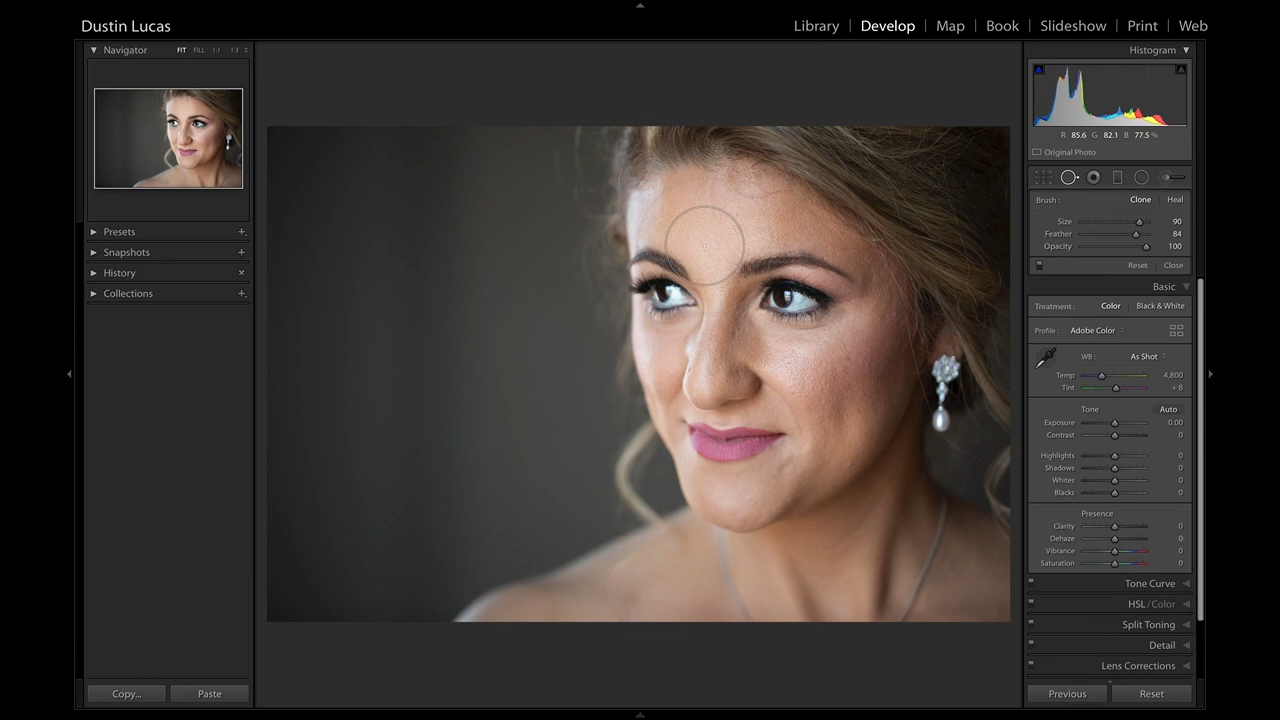 Dustin Lucas
Library | Develop | Map | Book | Slideshow | Print | Web
Navigator FIT FILL 1:1 1:3
Presets
Snapshots
History
Collections
Copy... Paste
Histogram
R 85.6 G 82.1 B 77.5 %
Original Photo
Brush : Clone Heal
Size 90
Feather 84
Opacity 100
Reset Close
Basic
Treatment : Color Black & White
Profile : Adobe Color
WB : As Shot
Temp 4,800
Tint + 8
Tone Auto
Exposure 0.00
Contrast 0
Highlights 0
Shadows 0
Whites 0
Blacks 0
Presence
Clarity 0
Dehaze 0
Vibrance 0
Saturation 0
Tone Curve
HSL / Color
Split Toning
Detail
Lens Corrections
Previous Reset